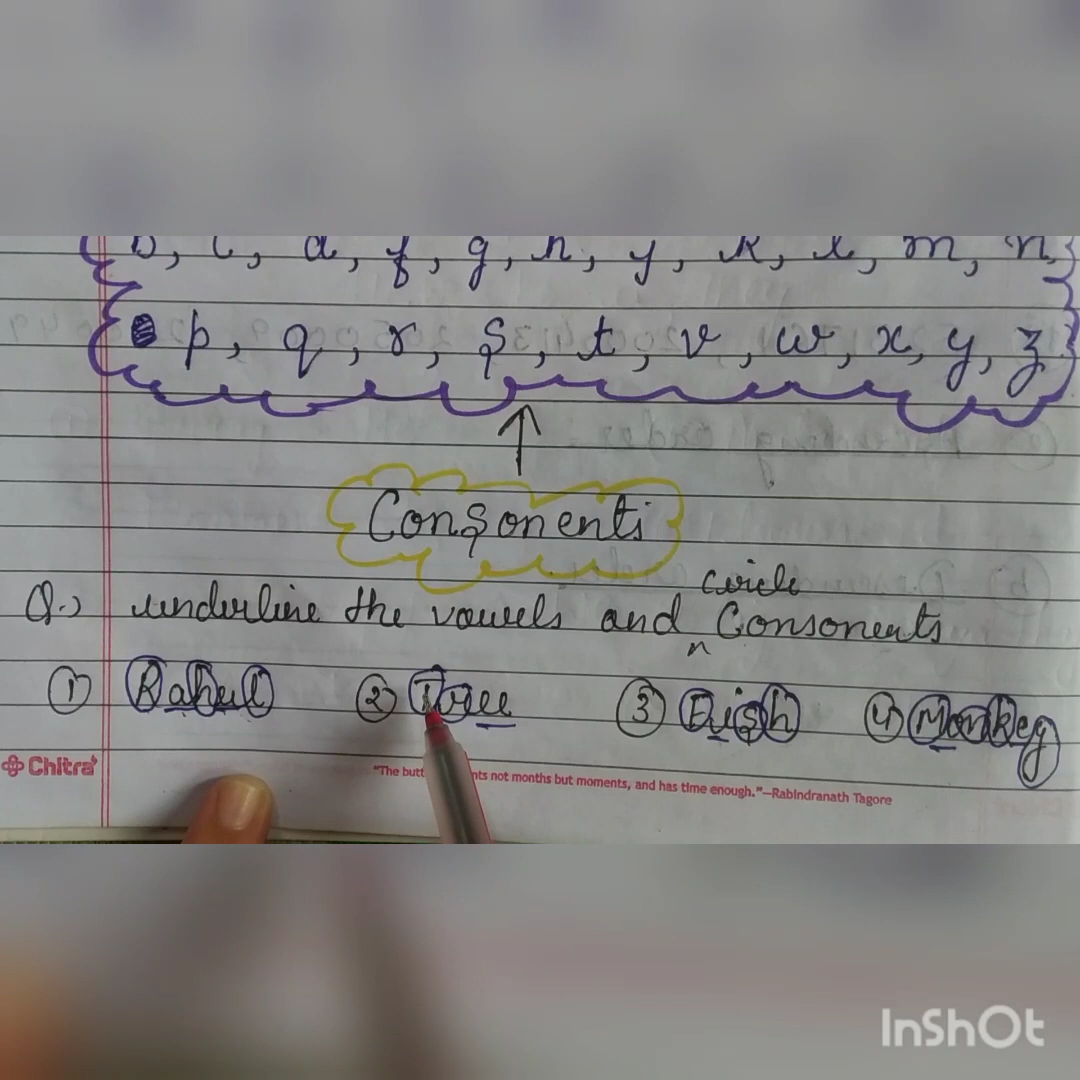 b, c, d, f, g, h, j, k, l, m, n,
p, q, r, s, t, v, w, x, y, z
Consonents
circle
Q.) underline the vowels and ^ Consonents
① Rahul ② Tree ③ Fish ④ Monkey
Chitra
"The butt nts not months but moments, and has time enough."—Rabindranath Tagore
InShOt